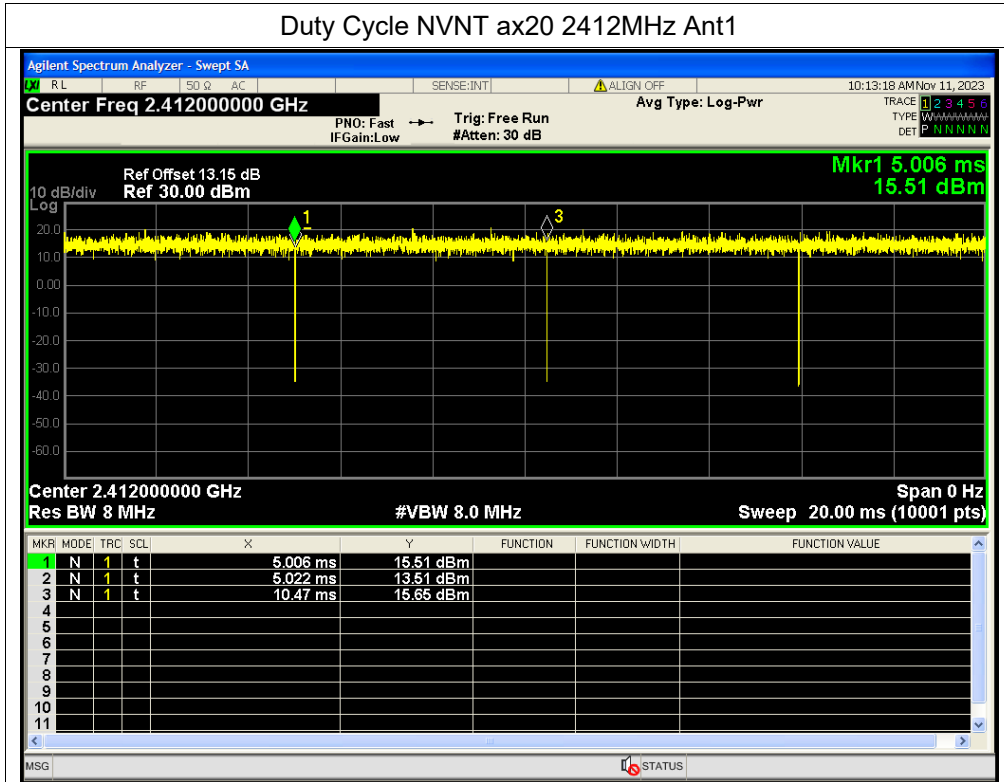 Duty Cycle NVNT ax20 2412MHz Ant1
Agilent Spectrum Analyzer - Swept SA
LXI RL RF 50 Ω AC SENSE:INT ALIGN OFF 10:13:18 AM Nov 11, 2023
Center Freq 2.412000000 GHz Avg Type: Log-Pwr TRACE 1 2 3 4 5 6
PNO: Fast Trig: Free Run TYPE W
IFGain:Low #Atten: 30 dB DET P N N N N N
Mkr1 5.006 ms
Ref Offset 13.15 dB
10 dB/div Ref 30.00 dBm 15.51 dBm
Log
1
3
20.0
10.0
0.00
-10.0
-20.0
-30.0
-40.0
-50.0
-60.0
Center 2.412000000 GHz Span 0 Hz
Res BW 8 MHz #VBW 8.0 MHz Sweep 20.00 ms (10001 pts)
MKR MODE TRC SCL X Y FUNCTION FUNCTION WIDTH FUNCTION VALUE
1 N 1 t 5.006 ms 15.51 dBm
2 N 1 t 5.022 ms 13.51 dBm
3 N 1 t 10.47 ms 15.65 dBm
4
5
6
7
8
9
10
11
MSG STATUS